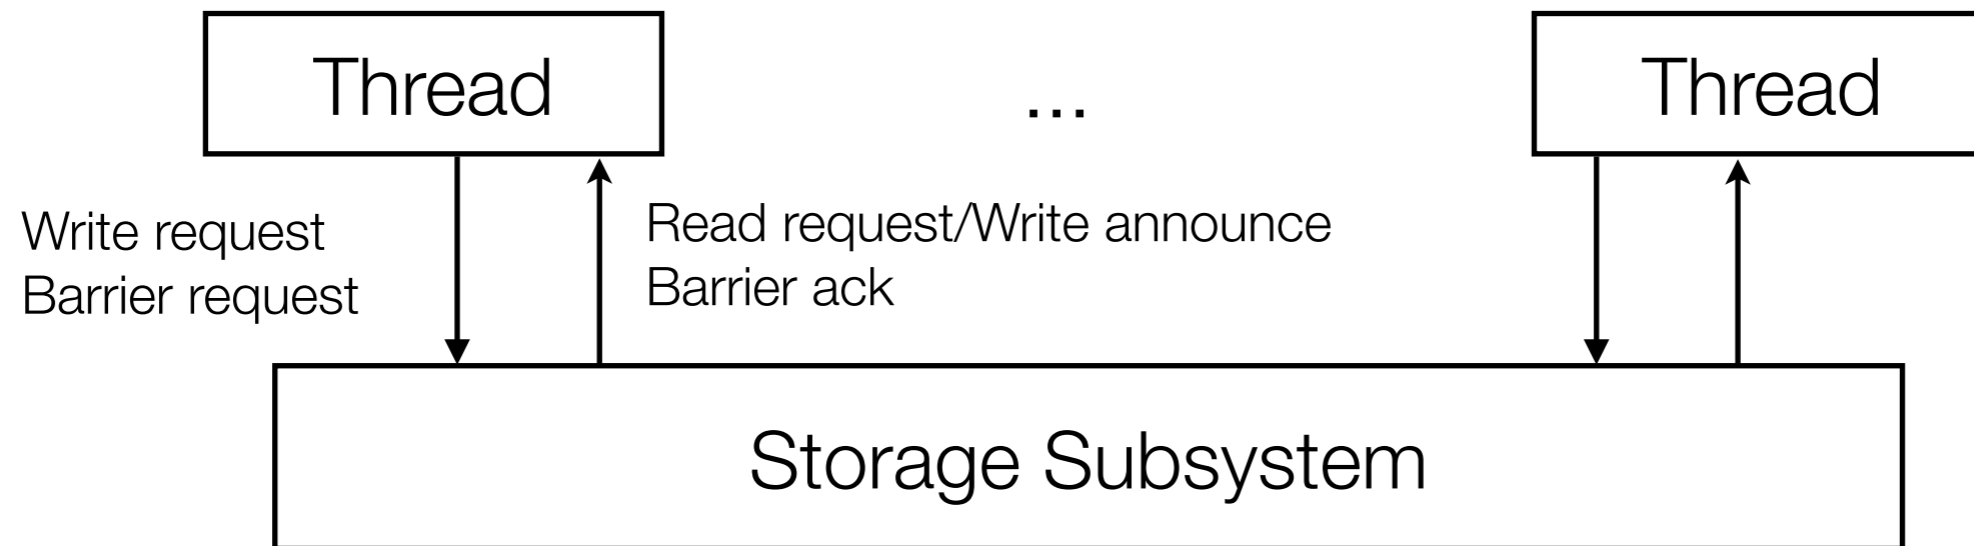 Thread
...
Thread
Write request
Barrier request
Read request/Write announce
Barrier ack
Storage Subsystem